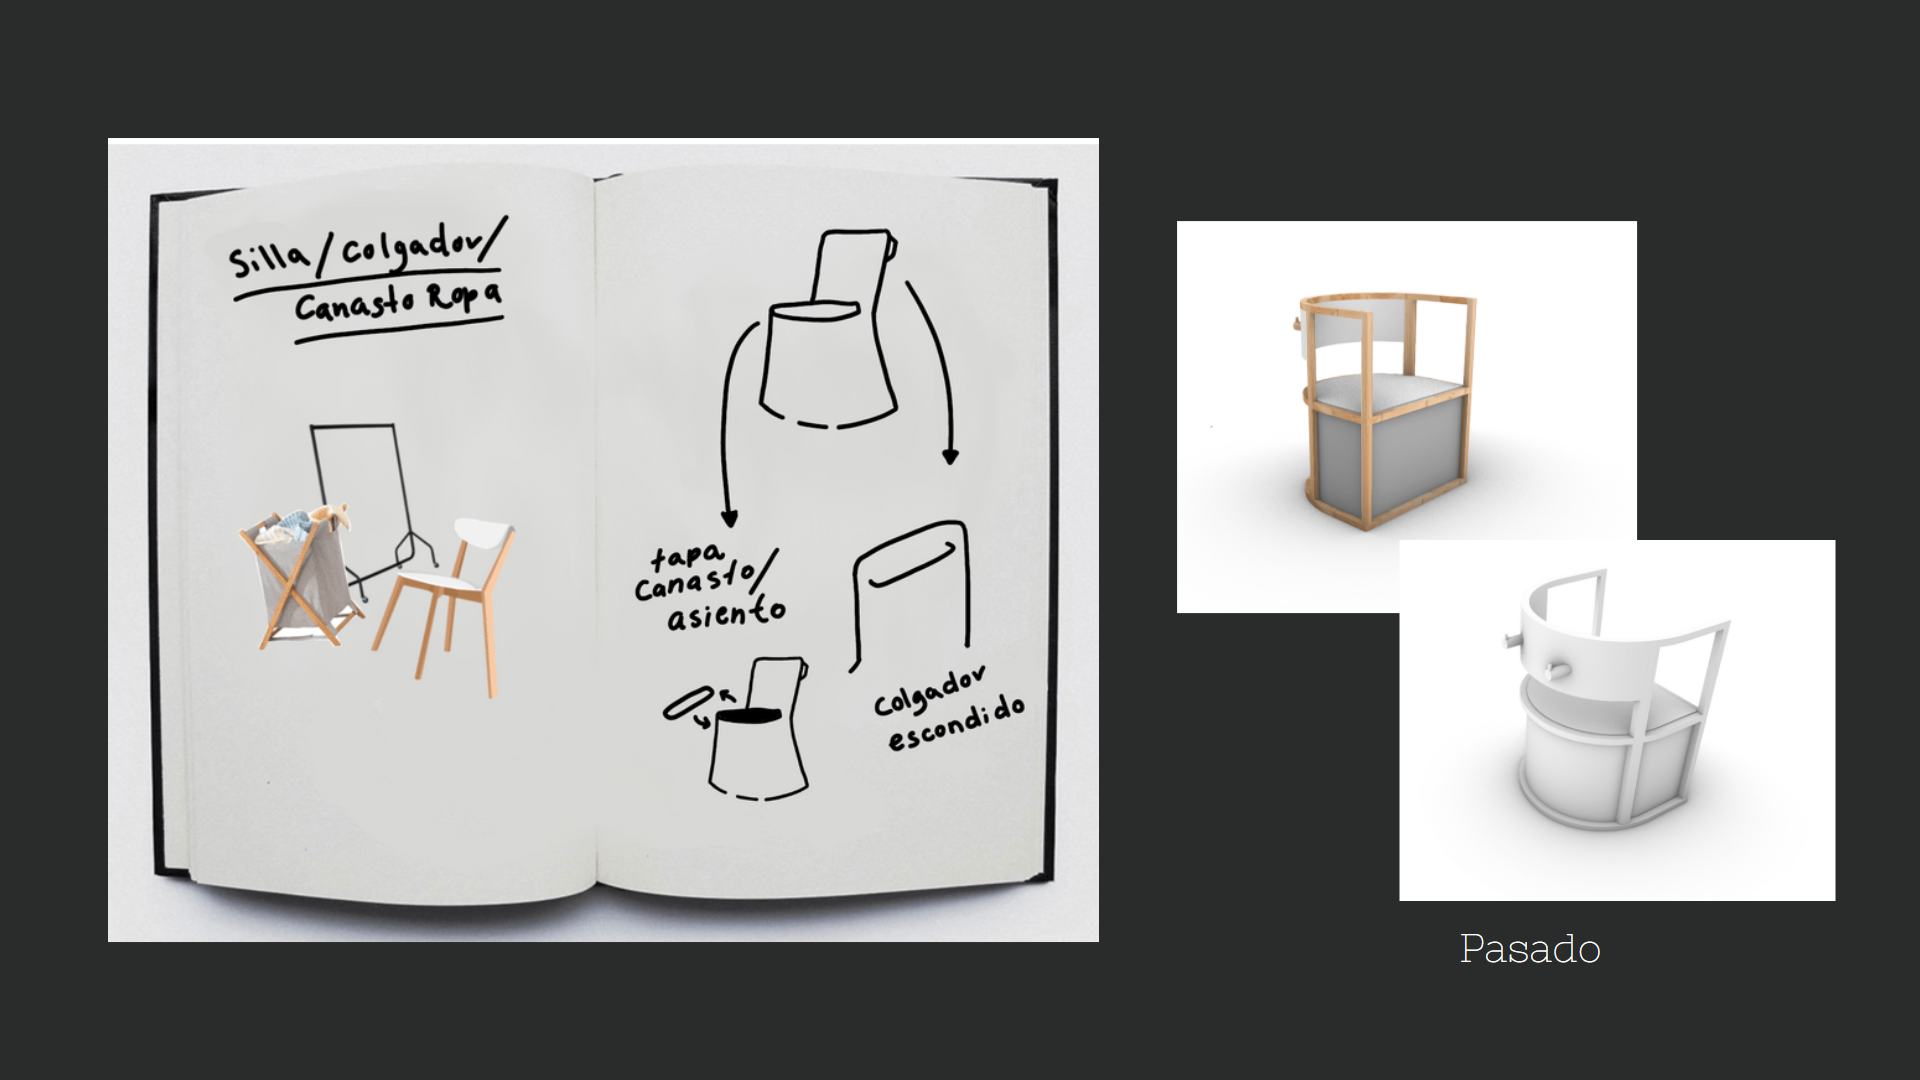 Silla/Colgador/
Canasto Ropa
tapa
Canasto/
asiento
Colgador
escondido
Pasado